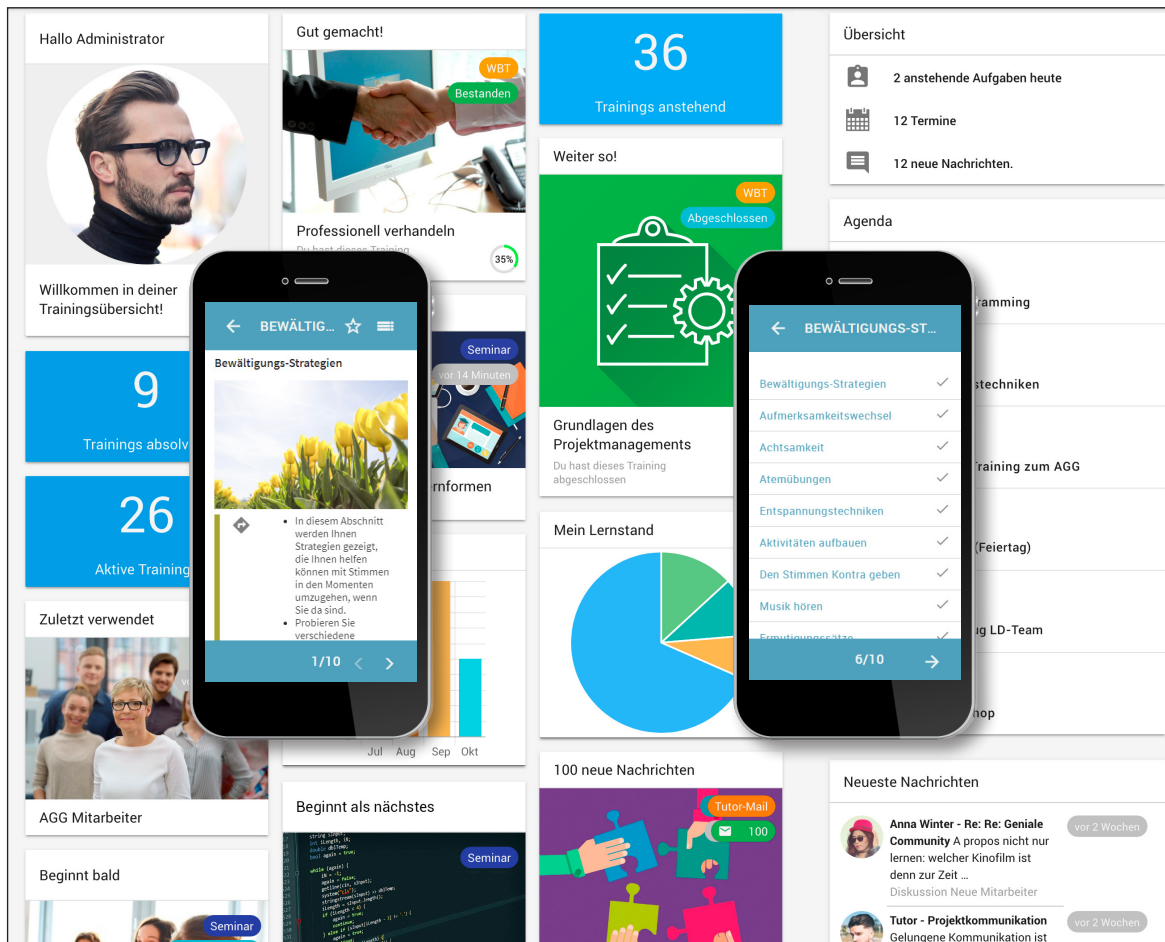 Hallo Administrator
Willkommen in deiner
Trainingsübersicht!
9
Trainings absolv
26
Aktive Training
Zuletzt verwendet
AGG Mitarbeiter
Beginnt bald
Seminar
Gut gemacht!
WBT
Bestanden
Professionell verhandeln
Du hast dieses Training
35%
Seminar
vor 14 Minuten
rnformen
Jul Aug Sep Okt
Beginnt als nächstes
Seminar
BEWÄLTIG...
Bewältigungs-Strategien
• In diesem Abschnitt
werden Ihnen
Strategien gezeigt,
die Ihnen helfen
können mit Stimmen
in den Momenten
umzugehen, wenn
Sie da sind.
• Probieren Sie
verschiedene
1/10
36
Trainings anstehend
Weiter so!
WBT
Abgeschlossen
Grundlagen des
Projektmanagements
Du hast dieses Training
abgeschlossen
Mein Lernstand
100 neue Nachrichten
Tutor-Mail
100
BEWÄLTIGUNGS-ST...
Bewältigungs-Strategien
Aufmerksamkeitswechsel
Achtsamkeit
Atemübungen
Entspannungstechniken
Aktivitäten aufbauen
Den Stimmen Kontra geben
Musik hören
Ermutigungssätze
6/10
Übersicht
2 anstehende Aufgaben heute
12 Termine
12 neue Nachrichten.
Agenda
ramming
stechniken
Training zum AGG
(Feiertag)
ug LD-Team
hop
Neueste Nachrichten
Anna Winter - Re: Re: Geniale
Community A propos nicht nur
lernen: welcher Kinofilm ist
denn zur Zeit ...
Diskussion Neue Mitarbeiter
vor 2 Wochen
Tutor - Projektkommunikation
Gelungene Kommunikation ist
vor 2 Wochen